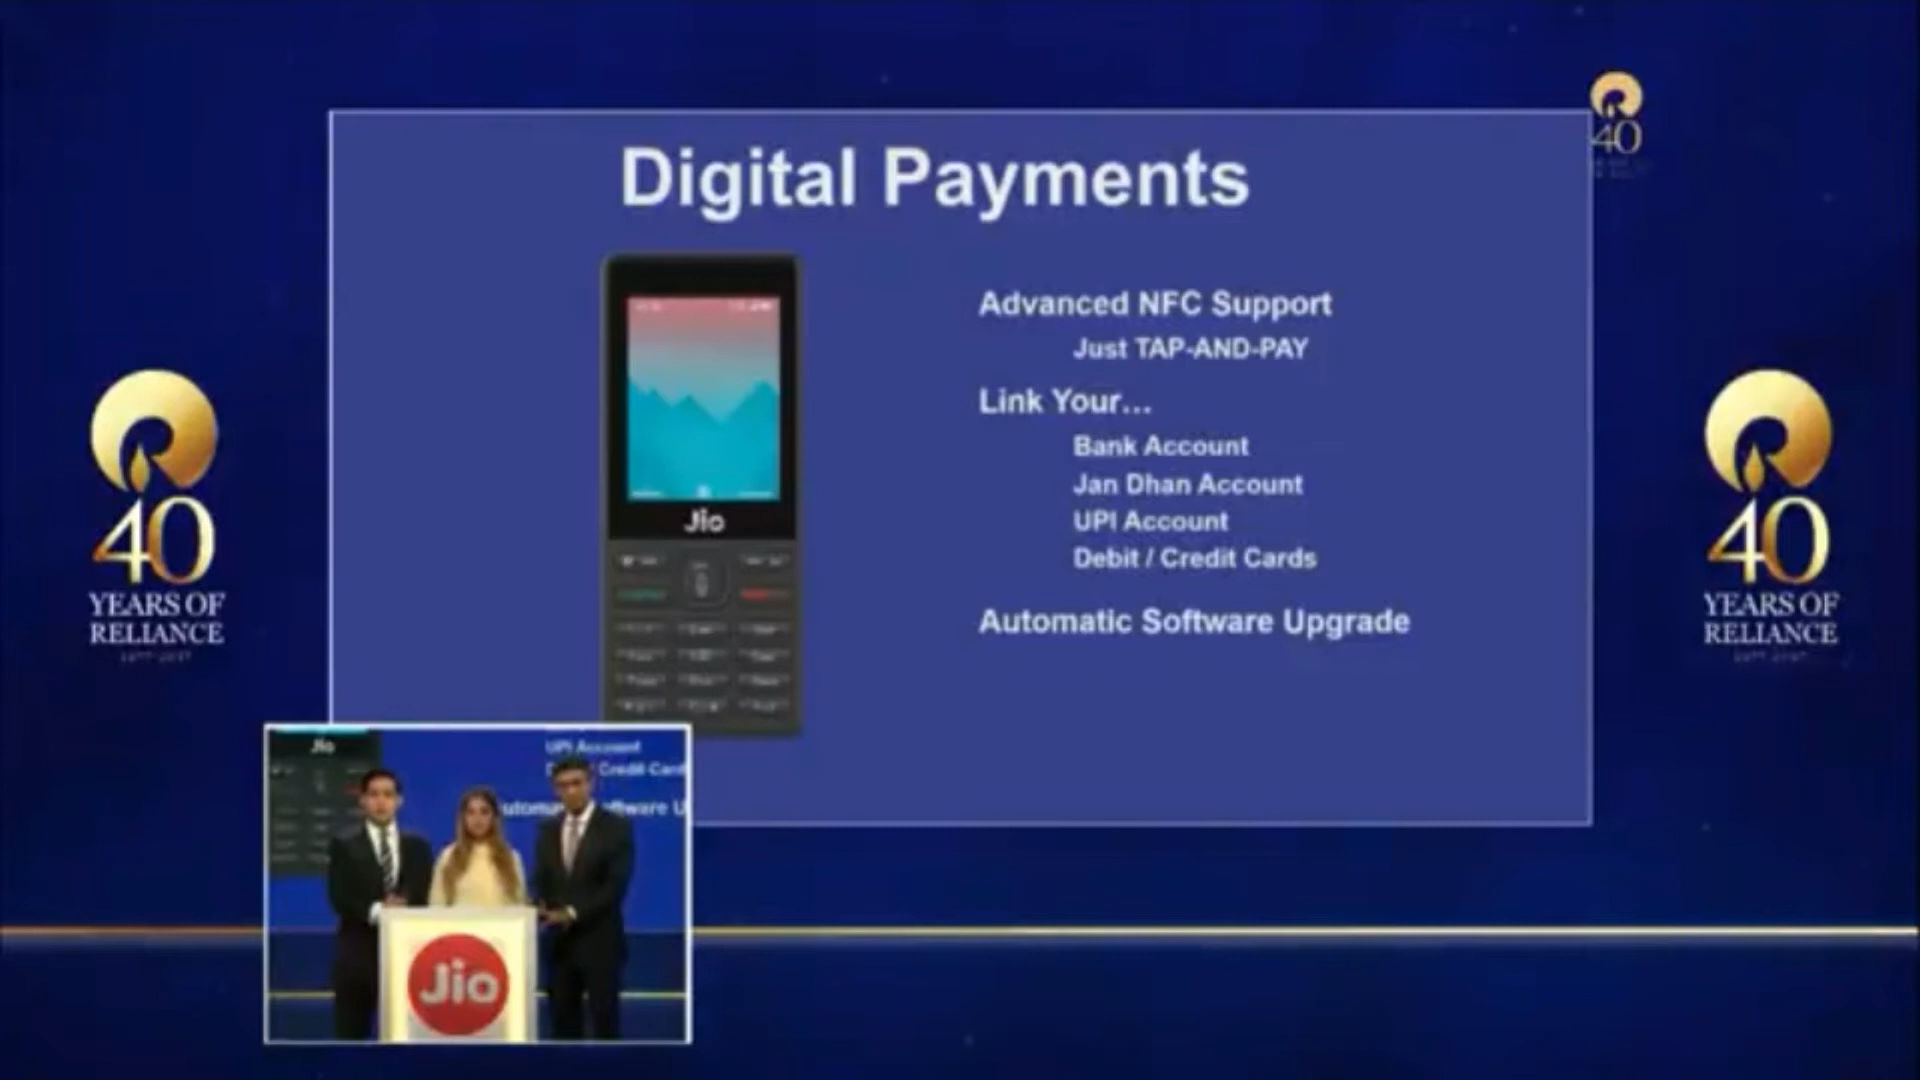 Digital Payments
40
Advanced NFC Support
Just TAP-AND-PAY
Link Your...
Bank Account
Jan Dhan Account
UPI Account
Debit / Credit Cards
Automatic Software Upgrade
Jio
40
YEARS OF
RELIANCE
40
YEARS OF
RELIANCE
Jio
UPI Account
Credit Card
Jio